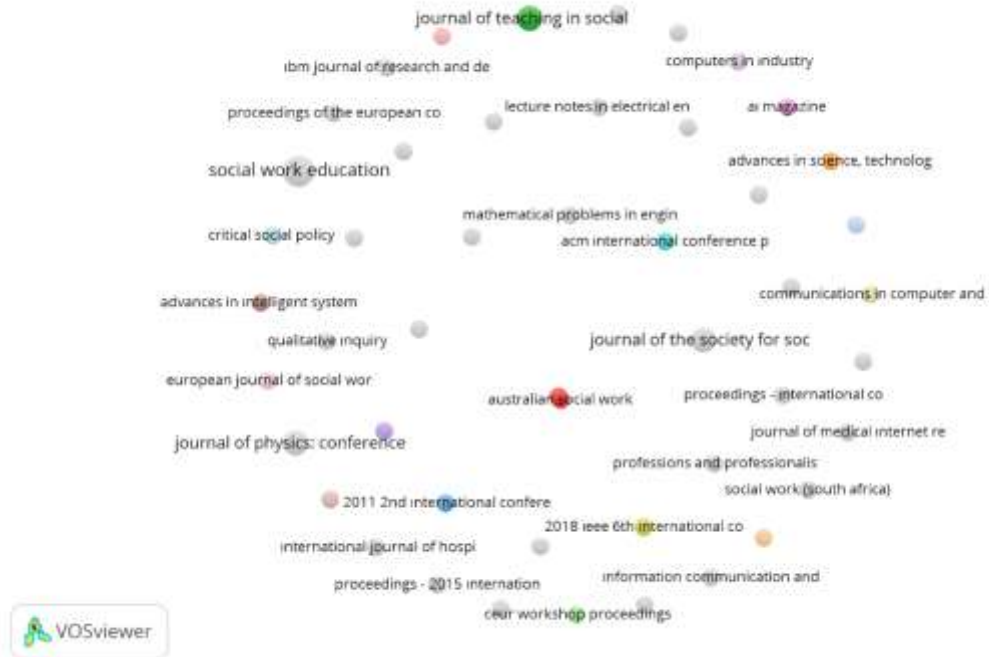 journal of teaching in social
ibm journal of research and de
computers in industry
proceedings of the european co
lecture notes in electrical en
ai magazine
social work education
advances in science, technolog
mathematical problems in engin
critical social policy
acm international conference p
advances in intelligent system
communications in computer and
qualitative inquiry
journal of the society for soc
european journal of social wor
australian social work
proceedings - international co
journal of physics: conference
journal of medical internet re
professions and professionalis
social work (south africa)
2011 2nd international confere
2018 ieee 6th international co
international journal of hospi
proceedings - 2015 internation
information communication and
ceur workshop proceedings
VOSviewer